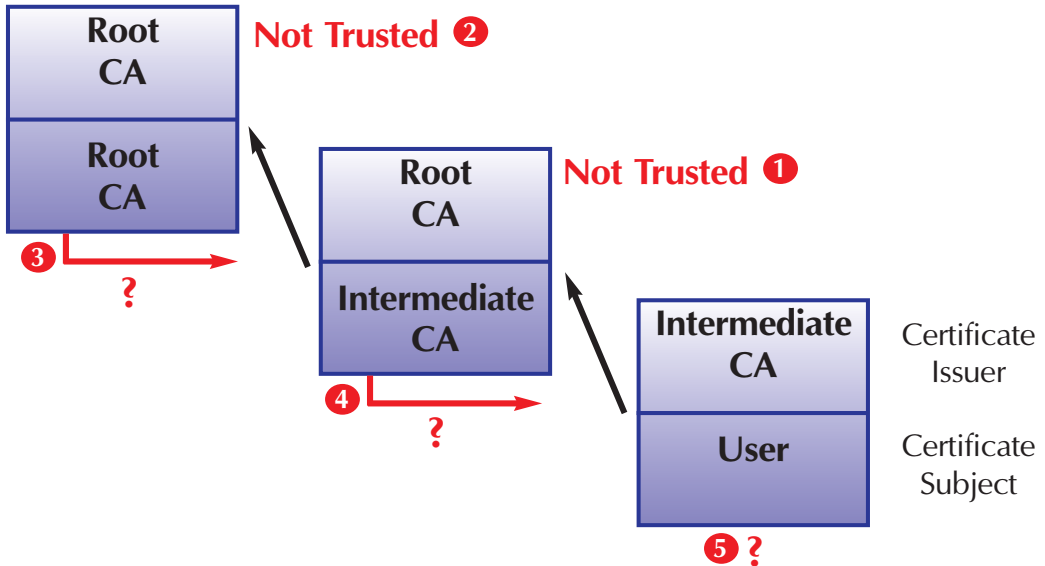 Root
CA
Not Trusted 2
Root
CA
3
?
Root
CA
Not Trusted 1
Intermediate
CA
4
?
Intermediate
CA
Certificate
Issuer
User
Certificate
Subject
5 ?